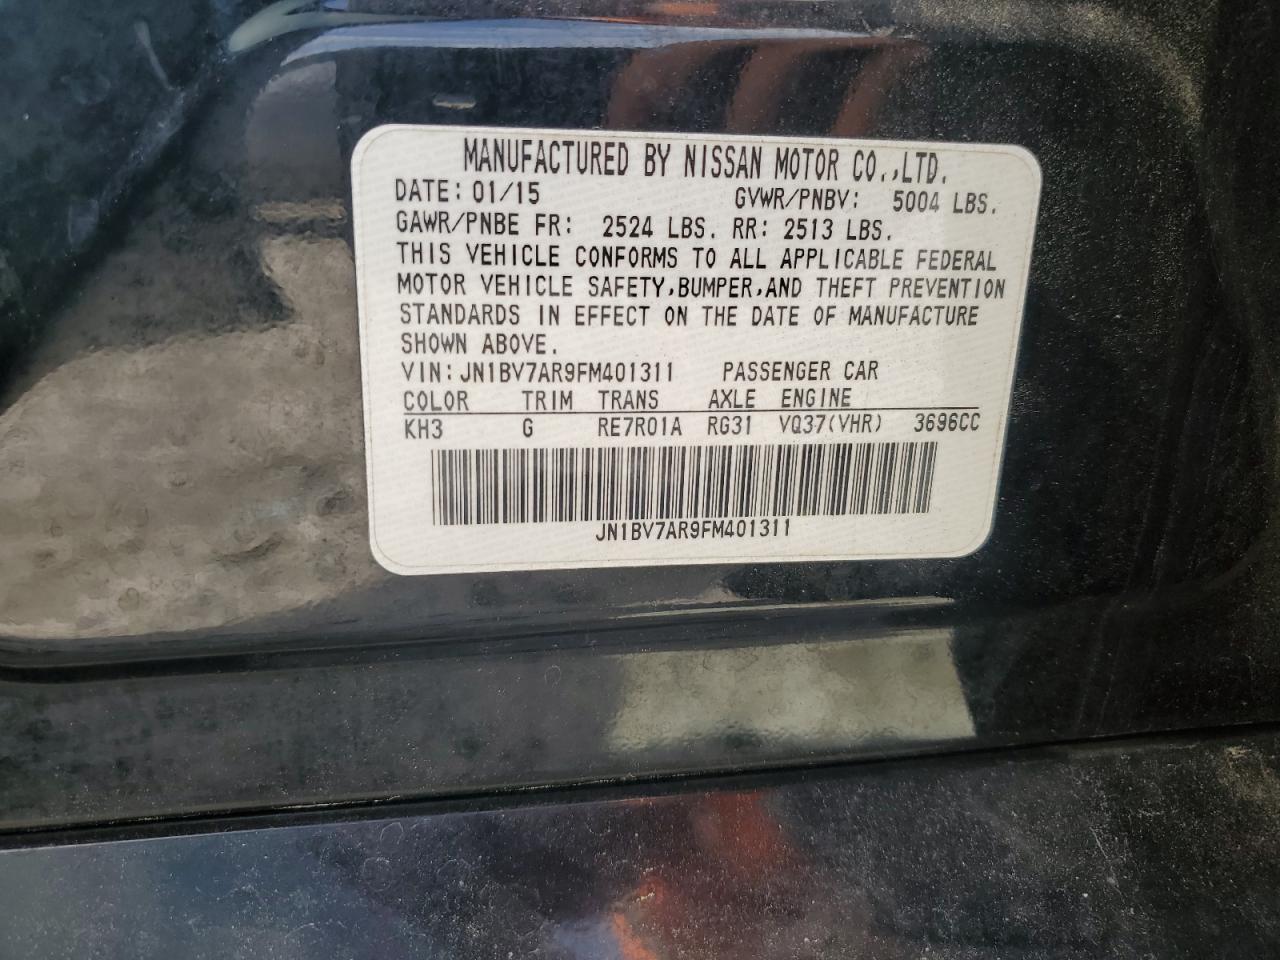 MANUFACTURED BY NISSAN MOTOR CO.,LTD.
DATE: 01/15 GVWR/PNBV: 5004 LBS.
GAWR/PNBE FR: 2524 LBS. RR: 2513 LBS.
THIS VEHICLE CONFORMS TO ALL APPLICABLE FEDERAL
MOTOR VEHICLE SAFETY,BUMPER,AND THEFT PREVENTION
STANDARDS IN EFFECT ON THE DATE OF MANUFACTURE
SHOWN ABOVE.
VIN:JN1BV7AR9FM401311 PASSENGER CAR
COLOR TRIM TRANS AXLE ENGINE
KH3 G RE7R01A RG31 VQ37(VHR) 3696CC
JN1BV7AR9FM401311